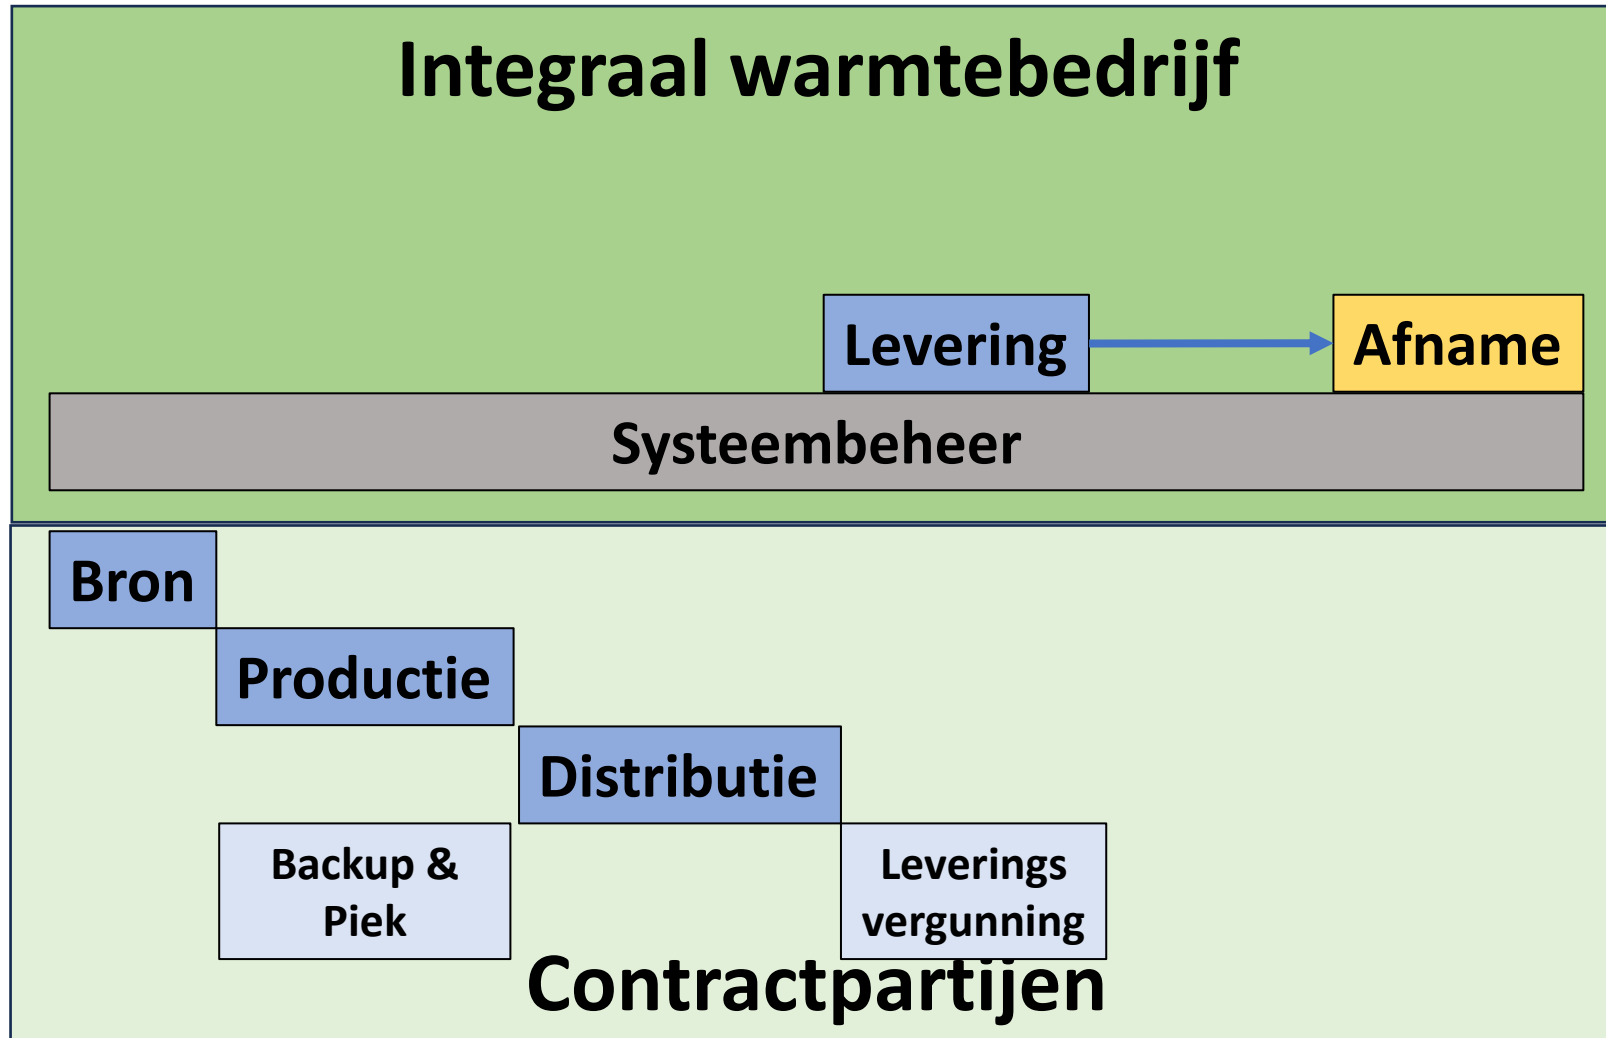 Integraal warmtebedrijf
Levering
Afname
Systeembeheer
Bron
Productie
Distributie
Backup &
Piek
Leverings
vergunning
Contractpartijen